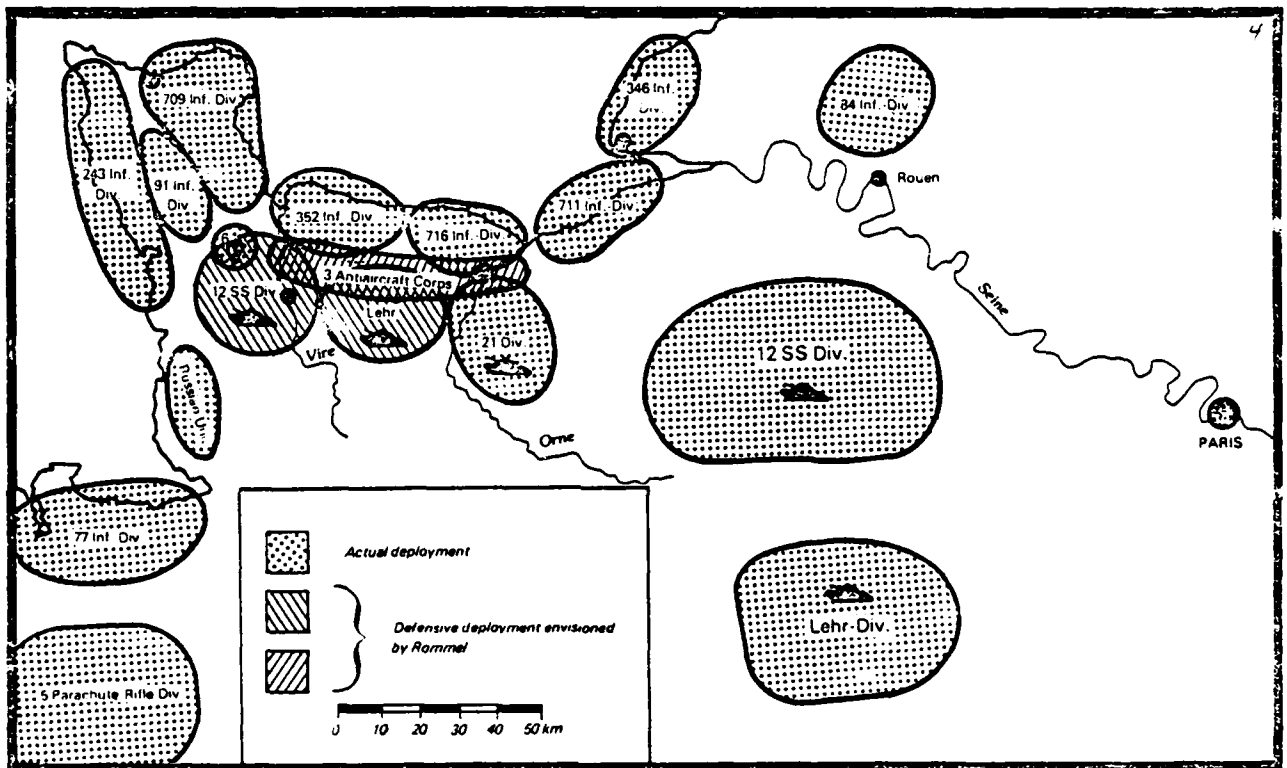 4
709 Inf. Div.
346 Inf.
Div.
84 Inf.-Div.
243 Inf.
Div.
91 Inf.
Div
352 Inf. Div.
716 Inf.-Div.
711 Inf.-Div.
Rouen
3 Antiaircraft Corps
12 SS Div.
Lehr
21 Div.
Vire
Orne
Seine
12 SS Div.
PARIS
Russian
77 Inf Div
Lehr-Div.
5 Parachute Rifle Div
Actual deployment
Defensive deployment envisioned
by Rommel
0 10 20 30 40 50 km